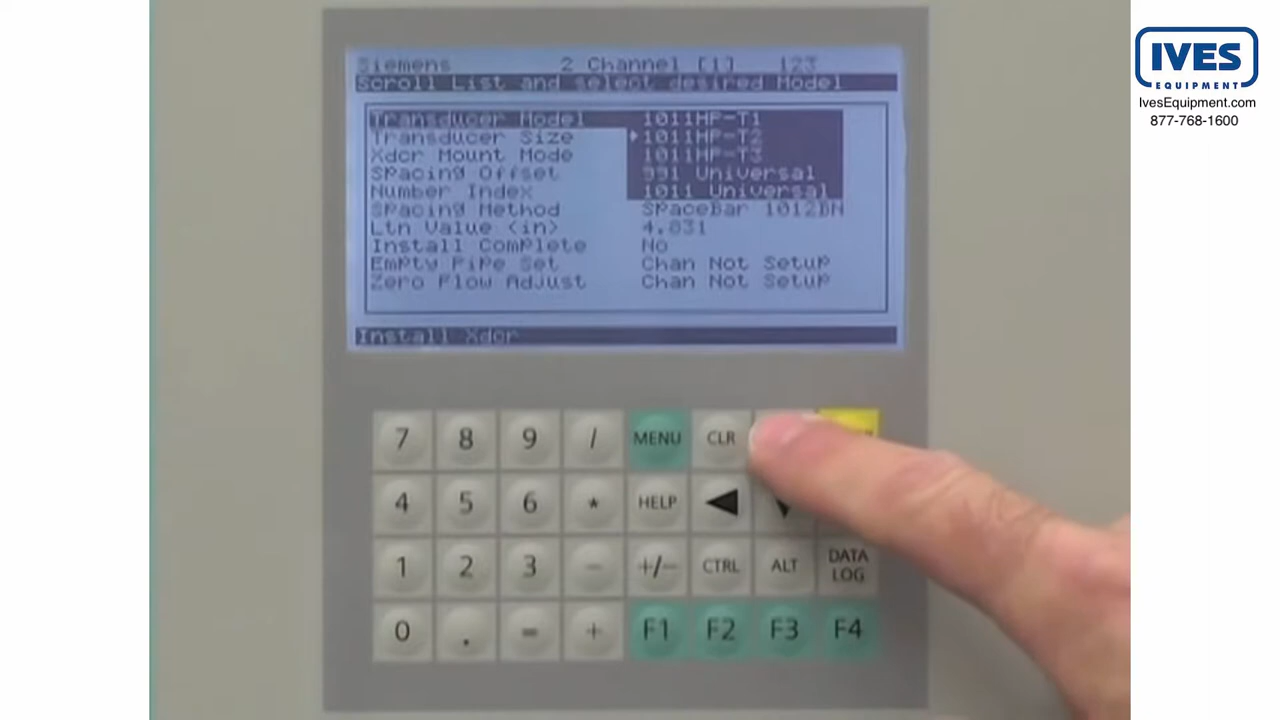 IVES
EQUIPMENT
IvesEquipment.com
877-768-1600
Siemens 2 Channel [1] 123
Scroll List and select desired Model
Transducer Model 1011HP-T1
Transducer Size 1011HP-T2
Xdcr Mount Mode 1011HP-T3
Spacing Offset 991 Universal
Number Index 1011 Universal
Spacing Method SpaceBar 1012BN
Ltn Value (in) 4.831
Install Complete No
Empty Pipe Set Chan Not Setup
Zero Flow Adjust Chan Not Setup
Install Xdcr
7 8 9 / MENU CLR
4 5 6 * HELP
1 2 3 - +/- CTRL ALT DATA LOG
0 . = + F1 F2 F3 F4